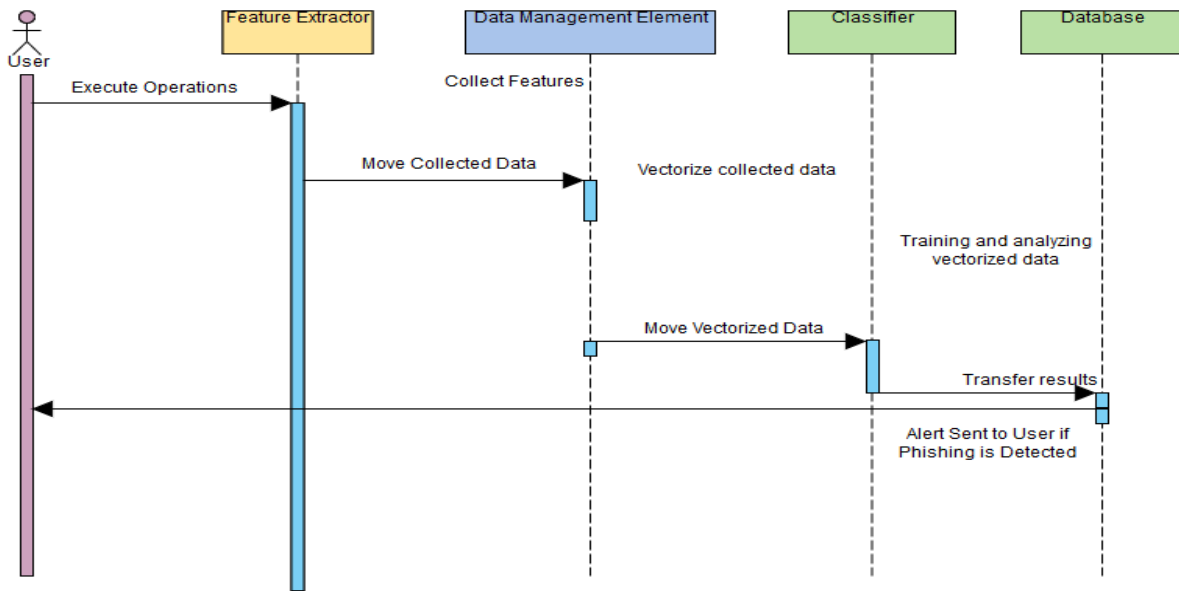 Feature Extractor
Data Management Element
Classifier
Database
User
Collect Features
Execute Operations
Move Collected Data
Vectorize collected data
Training and analyzing
vectorized data
Move Vectorized Data
Transfer results
Alert Sent to User if
Phishing is Detected